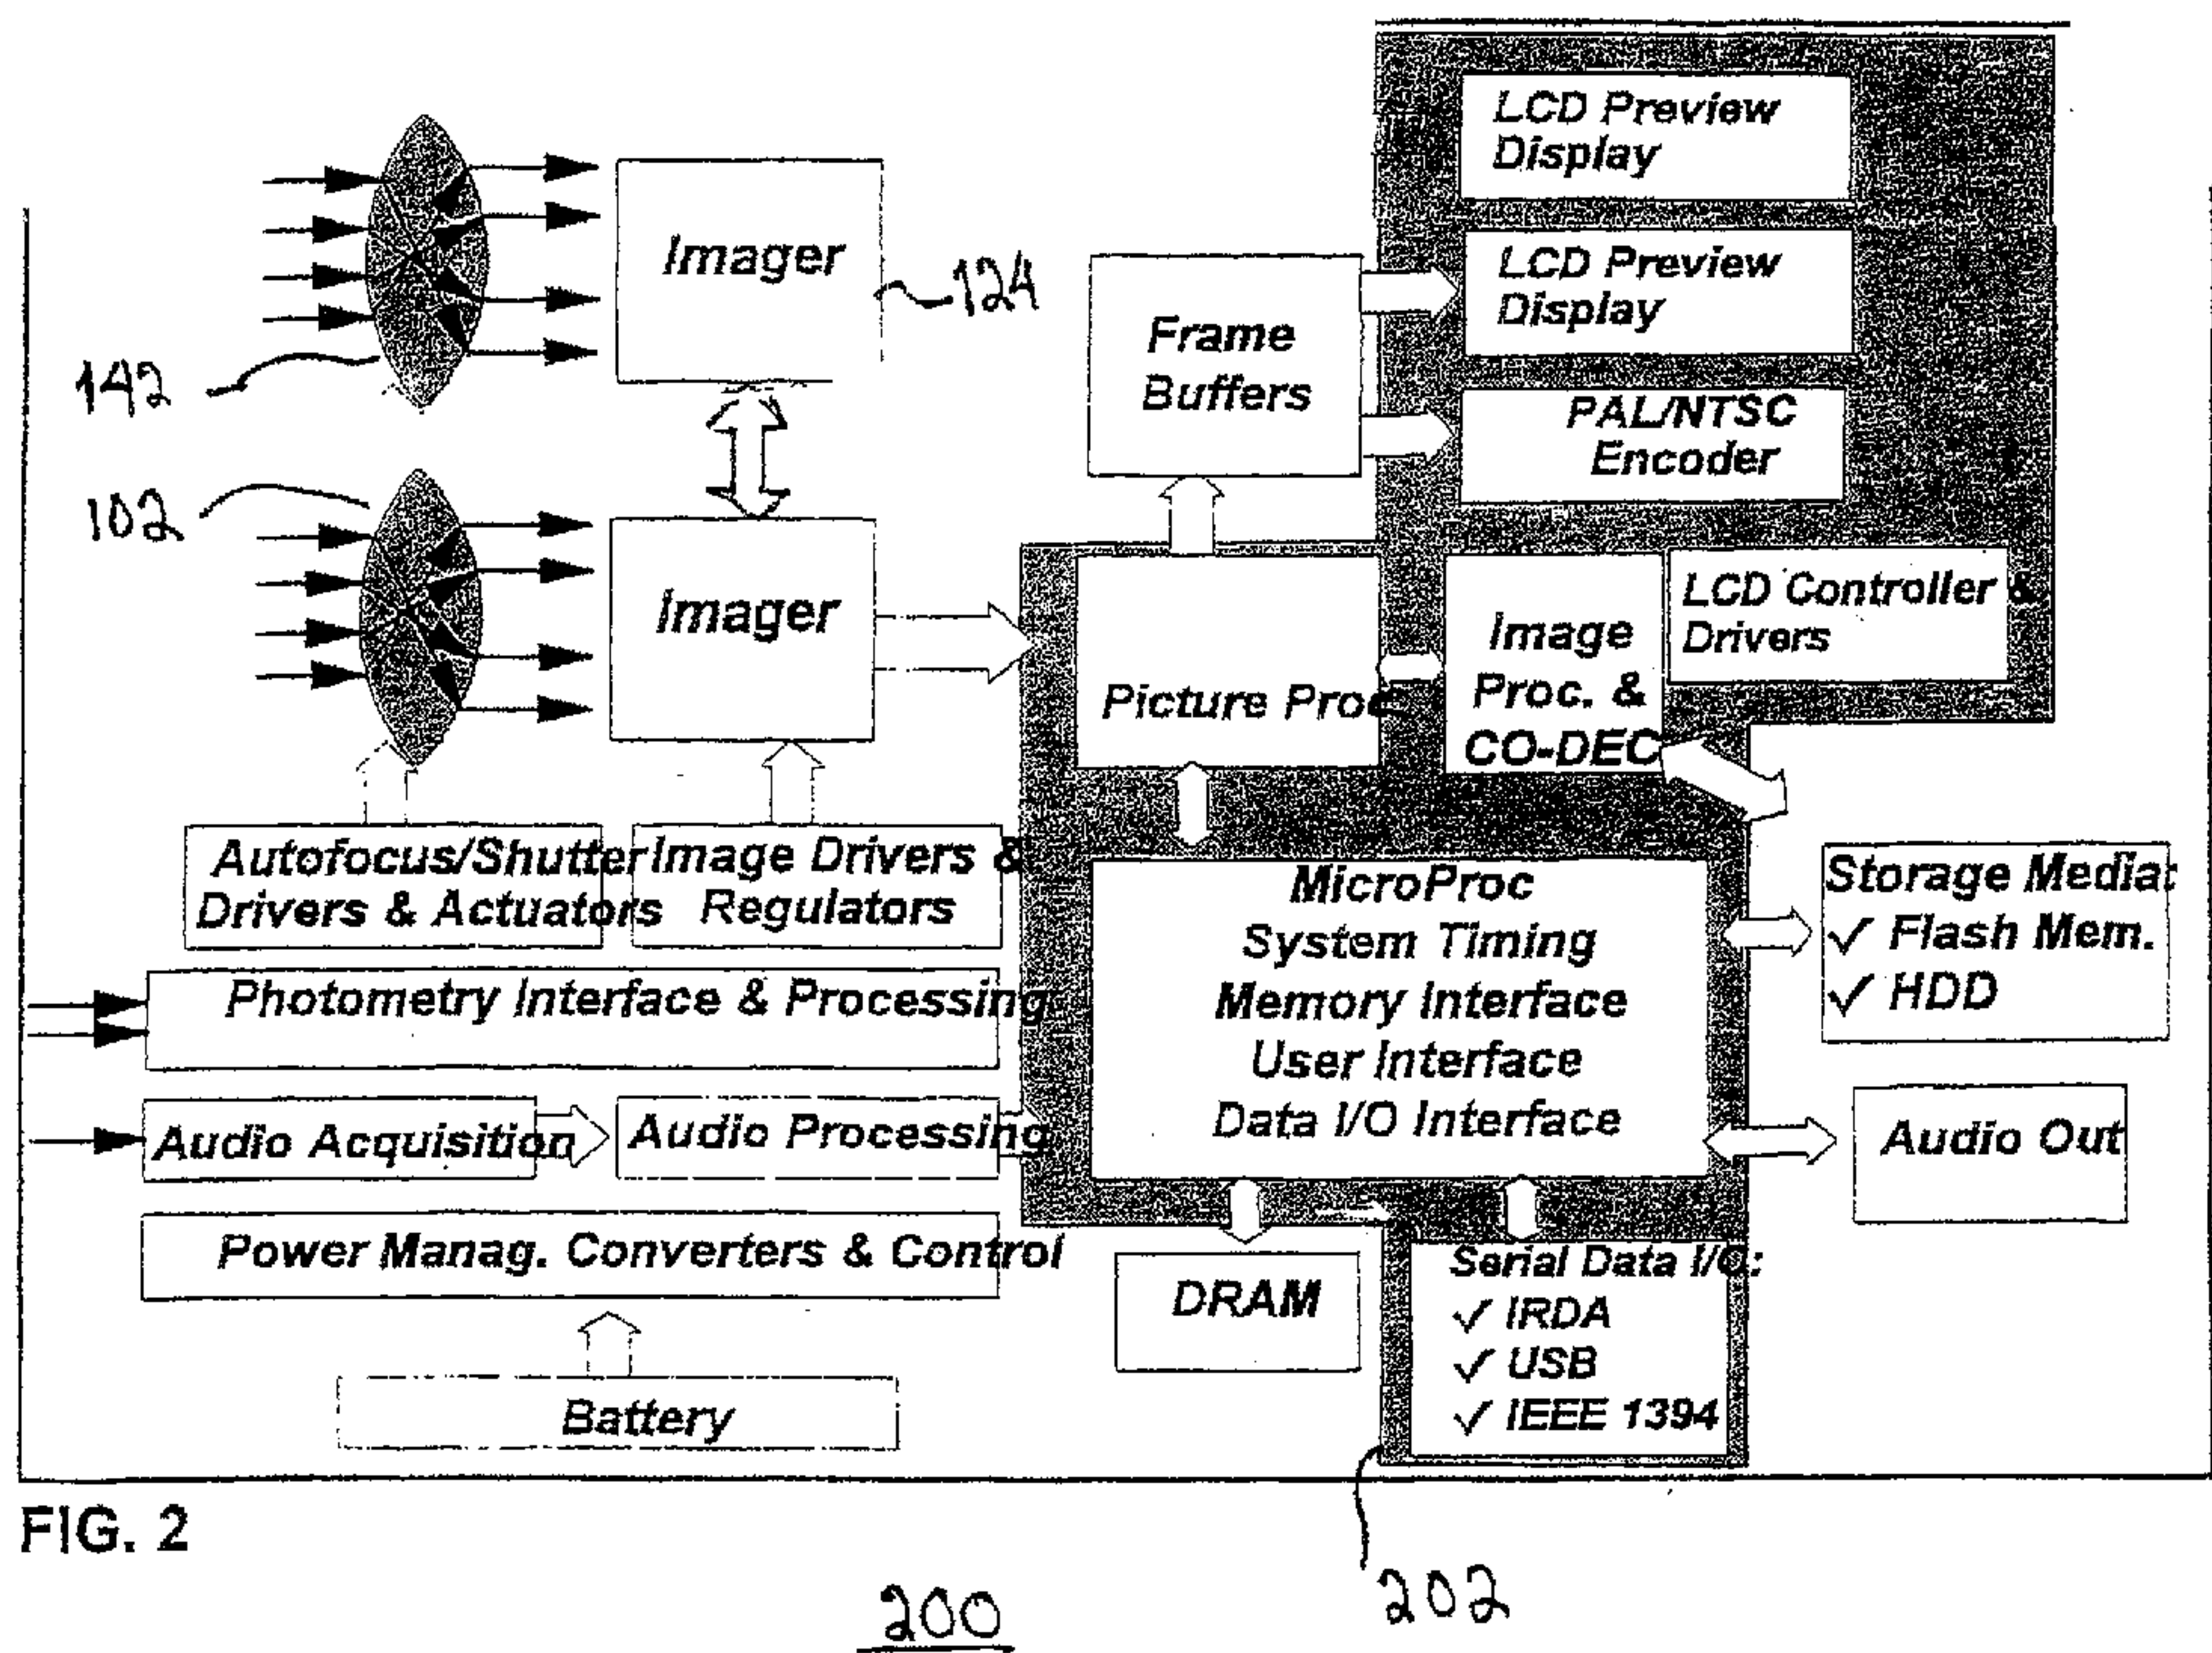 LCD Preview
Display
Imager
124
LCD Preview
Display
Frame
Buffers
142
PAL/NTSC
Encoder
102
Imager
Picture Proc.
Image
Proc. &
CO-DEC
LCD Controller &
Drivers
Autofocus/Shutter
Drivers & Actuators
Image Drivers &
Regulators
MicroProc
System Timing
Memory Interface
User Interface
Data I/O Interface
Storage Media:
✓ Flash Mem.
✓ HDD
Photometry Interface & Processing
Audio Acquisition
Audio Processing
Audio Out
Power Manag. Converters & Control
DRAM
Serial Data I/O:
✓ IRDA
✓ USB
✓ IEEE 1394
Battery
FIG. 2
200
202